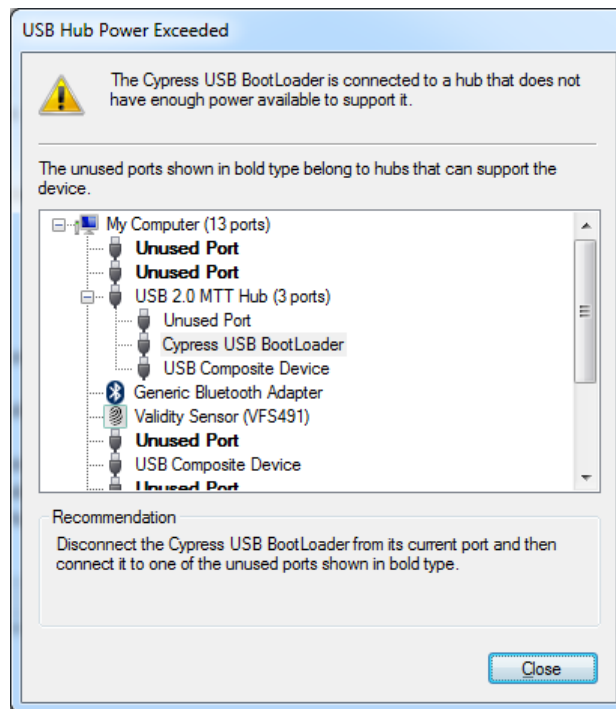 USB Hub Power Exceeded
The Cypress USB BootLoader is connected to a hub that does not
have enough power available to support it.
The unused ports shown in bold type belong to hubs that can support the
device.
My Computer (13 ports)
Unused Port
Unused Port
USB 2.0 MTT Hub (3 ports)
Unused Port
Cypress USB BootLoader
USB Composite Device
Generic Bluetooth Adapter
Validity Sensor (VFS491)
Unused Port
USB Composite Device
Unused Port
Recommendation
Disconnect the Cypress USB BootLoader from its current port and then
connect it to one of the unused ports shown in bold type.
Close